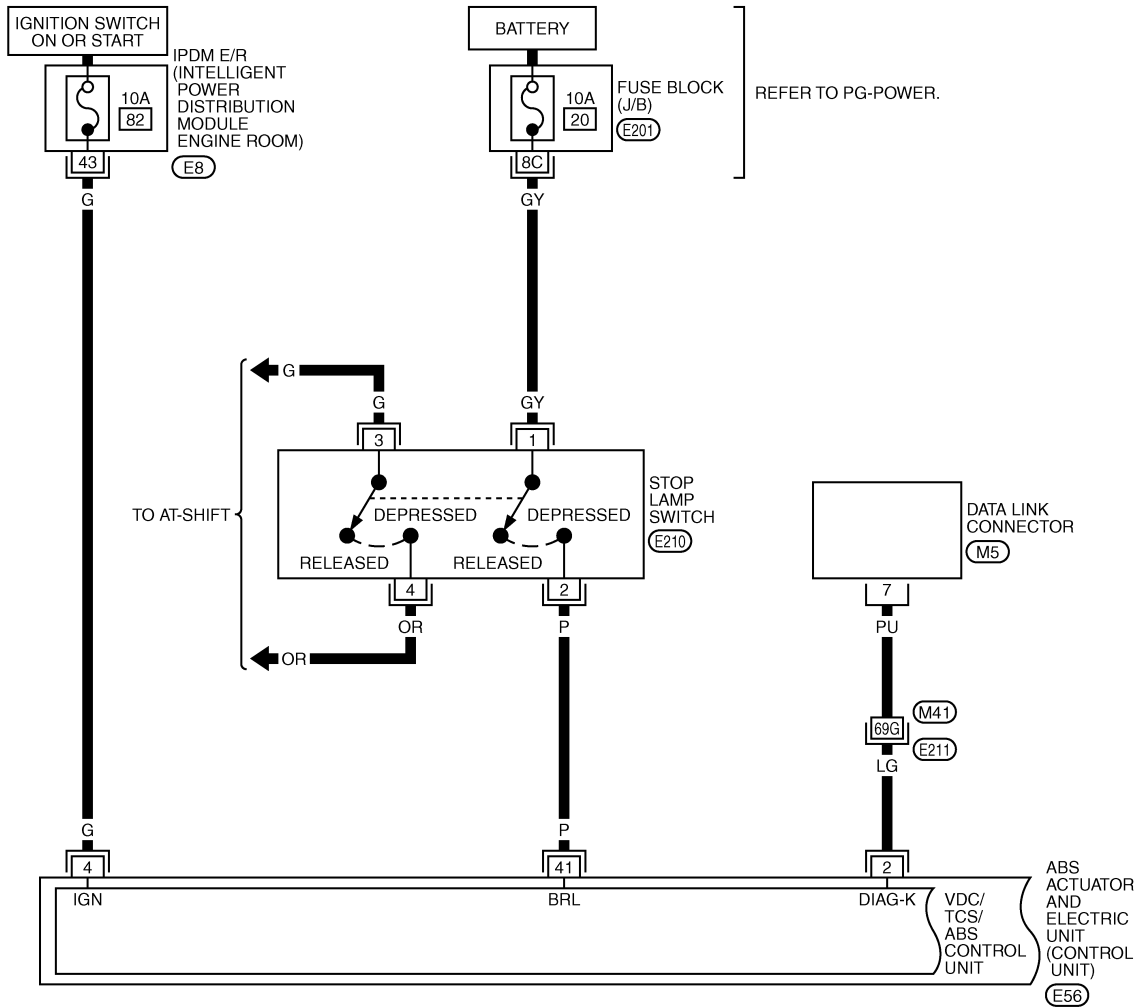 IGNITION SWITCH
ON OR START
BATTERY
IPDM E/R
(INTELLIGENT
POWER
DISTRIBUTION
MODULE
ENGINE ROOM)
E8
10A
82
43
G
10A
20
8C
GY
FUSE BLOCK
(J/B)
E201
REFER TO PG-POWER.
G
G
GY
3
1
TO AT-SHIFT
DEPRESSED
DEPRESSED
RELEASED
RELEASED
STOP
LAMP
SWITCH
E210
4
2
OR
P
OR
DATA LINK
CONNECTOR
M5
7
PU
M41
69G
E211
LG
G
P
4
41
2
IGN
BRL
DIAG-K
VDC/
TCS/
ABS
CONTROL
UNIT
ABS
ACTUATOR
AND
ELECTRIC
UNIT
(CONTROL
UNIT)
E56